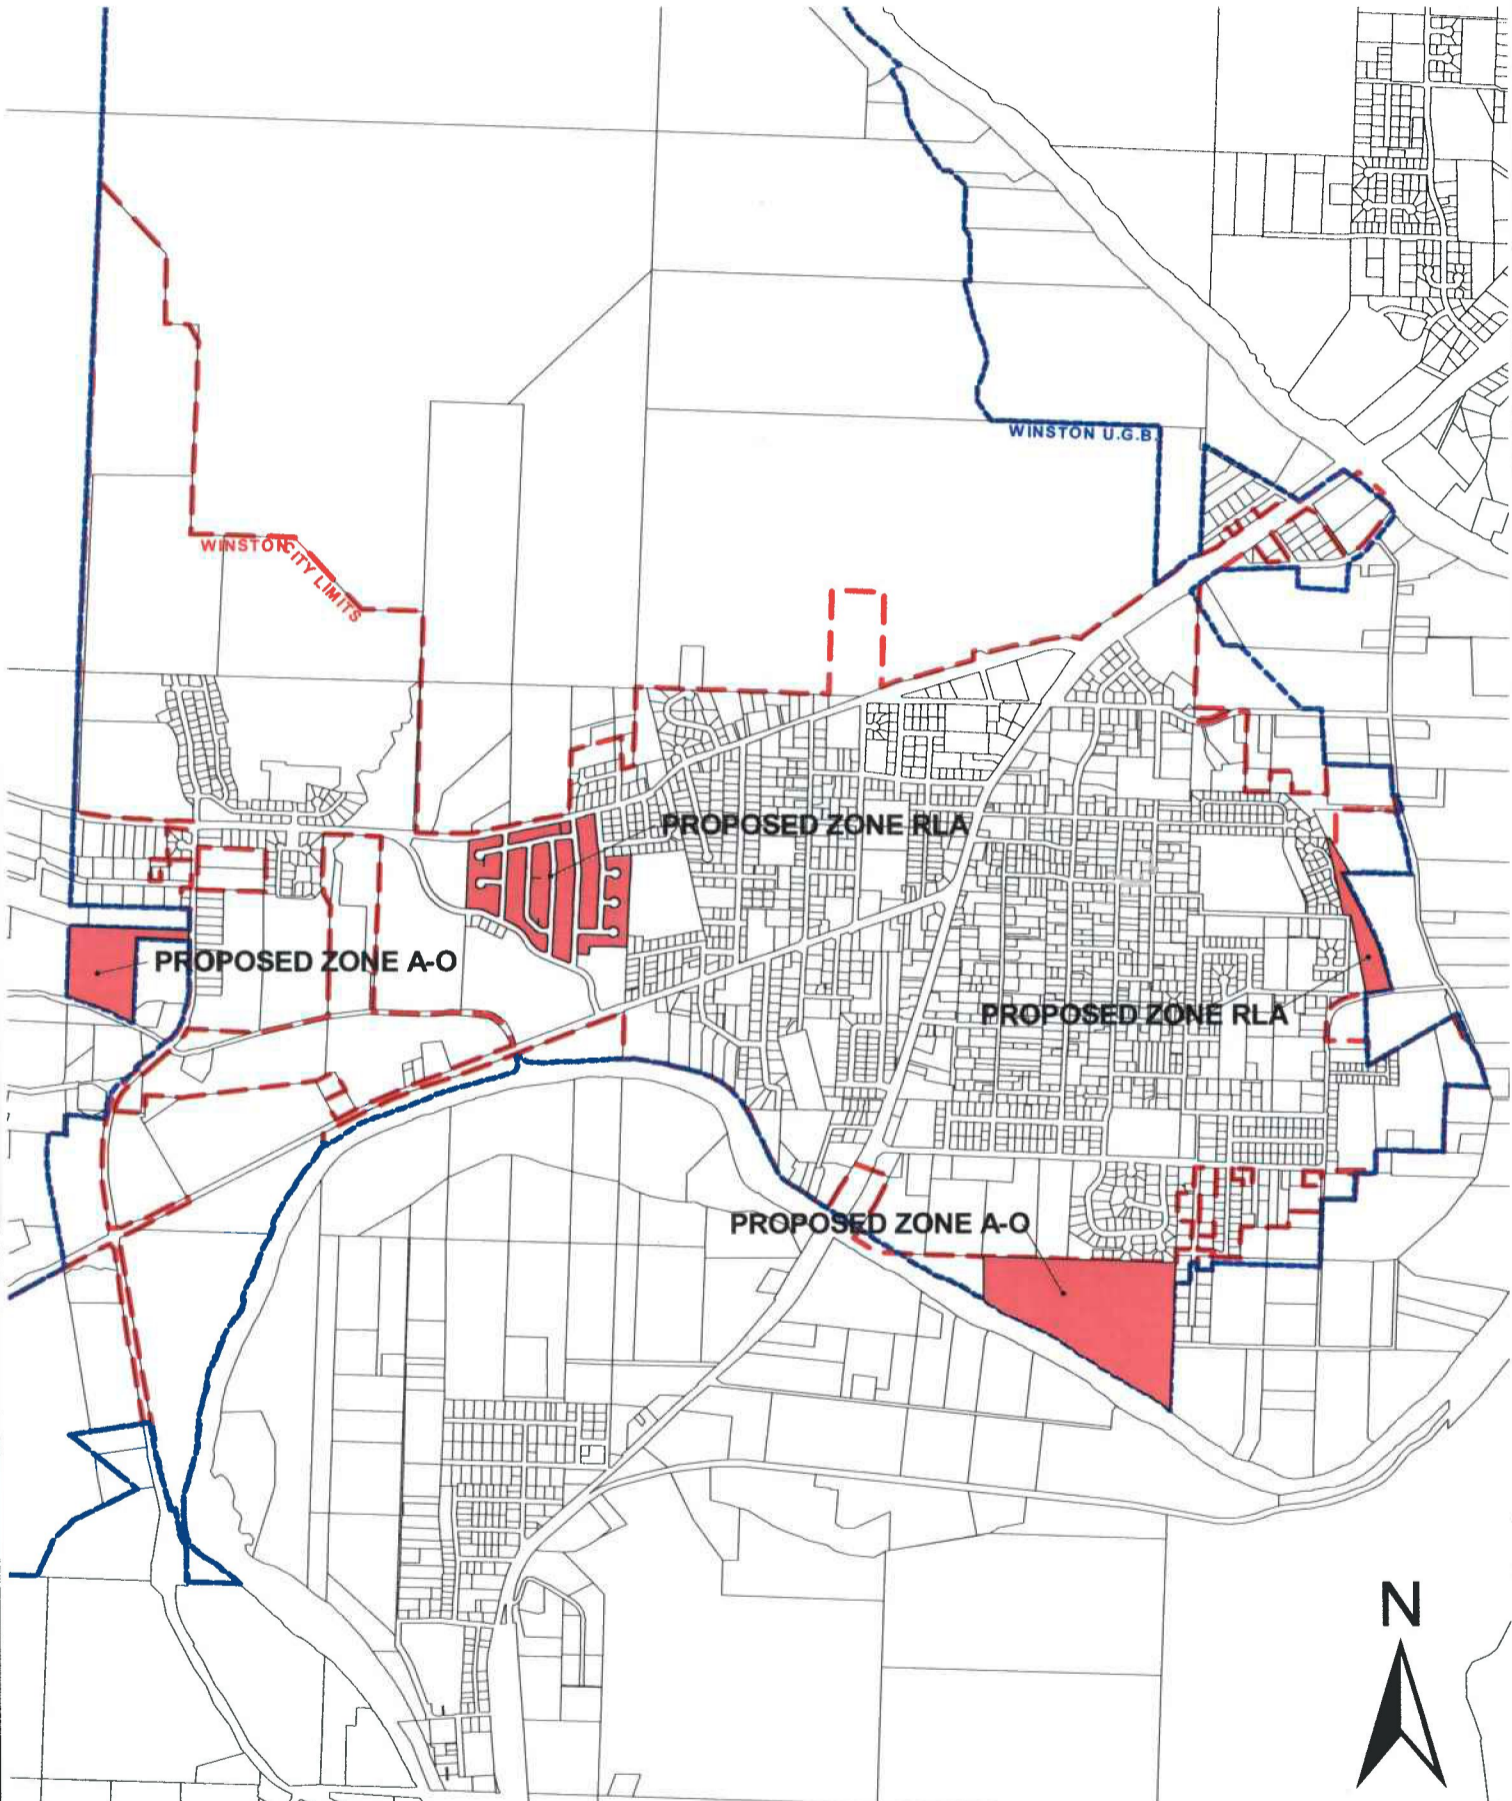 WINSTON U.G.B.
WINSTON CITY LIMITS
PROPOSED ZONE RLA
PROPOSED ZONE A-O
PROPOSED ZONE RLA
PROPOSED ZONE A-O
N